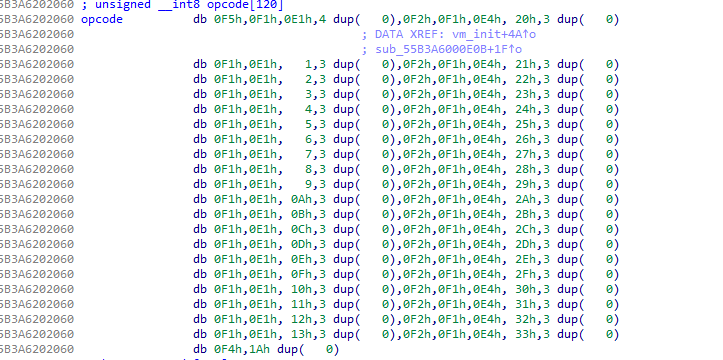 5B3A6202060 ; unsigned __int8 opcode[120]
5B3A6202060 opcode db 0F5h,0F1h,0E1h,4 dup( 0),0F2h,0F1h,0E4h, 20h,3 dup( 0)
5B3A6202060 ; DATA XREF: vm_init+4A↑o
5B3A6202060 ; sub_55B3A6000E0B+1F↑o
5B3A6202060 db 0F1h,0E1h, 1,3 dup( 0),0F2h,0F1h,0E4h, 21h,3 dup( 0)
5B3A6202060 db 0F1h,0E1h, 2,3 dup( 0),0F2h,0F1h,0E4h, 22h,3 dup( 0)
5B3A6202060 db 0F1h,0E1h, 3,3 dup( 0),0F2h,0F1h,0E4h, 23h,3 dup( 0)
5B3A6202060 db 0F1h,0E1h, 4,3 dup( 0),0F2h,0F1h,0E4h, 24h,3 dup( 0)
5B3A6202060 db 0F1h,0E1h, 5,3 dup( 0),0F2h,0F1h,0E4h, 25h,3 dup( 0)
5B3A6202060 db 0F1h,0E1h, 6,3 dup( 0),0F2h,0F1h,0E4h, 26h,3 dup( 0)
5B3A6202060 db 0F1h,0E1h, 7,3 dup( 0),0F2h,0F1h,0E4h, 27h,3 dup( 0)
5B3A6202060 db 0F1h,0E1h, 8,3 dup( 0),0F2h,0F1h,0E4h, 28h,3 dup( 0)
5B3A6202060 db 0F1h,0E1h, 9,3 dup( 0),0F2h,0F1h,0E4h, 29h,3 dup( 0)
5B3A6202060 db 0F1h,0E1h, 0Ah,3 dup( 0),0F2h,0F1h,0E4h, 2Ah,3 dup( 0)
5B3A6202060 db 0F1h,0E1h, 0Bh,3 dup( 0),0F2h,0F1h,0E4h, 2Bh,3 dup( 0)
5B3A6202060 db 0F1h,0E1h, 0Ch,3 dup( 0),0F2h,0F1h,0E4h, 2Ch,3 dup( 0)
5B3A6202060 db 0F1h,0E1h, 0Dh,3 dup( 0),0F2h,0F1h,0E4h, 2Dh,3 dup( 0)
5B3A6202060 db 0F1h,0E1h, 0Eh,3 dup( 0),0F2h,0F1h,0E4h, 2Eh,3 dup( 0)
5B3A6202060 db 0F1h,0E1h, 0Fh,3 dup( 0),0F2h,0F1h,0E4h, 2Fh,3 dup( 0)
5B3A6202060 db 0F1h,0E1h, 10h,3 dup( 0),0F2h,0F1h,0E4h, 30h,3 dup( 0)
5B3A6202060 db 0F1h,0E1h, 11h,3 dup( 0),0F2h,0F1h,0E4h, 31h,3 dup( 0)
5B3A6202060 db 0F1h,0E1h, 12h,3 dup( 0),0F2h,0F1h,0E4h, 32h,3 dup( 0)
5B3A6202060 db 0F1h,0E1h, 13h,3 dup( 0),0F2h,0F1h,0E4h, 33h,3 dup( 0)
5B3A6202060 db 0F4h,1Ah dup( 0)